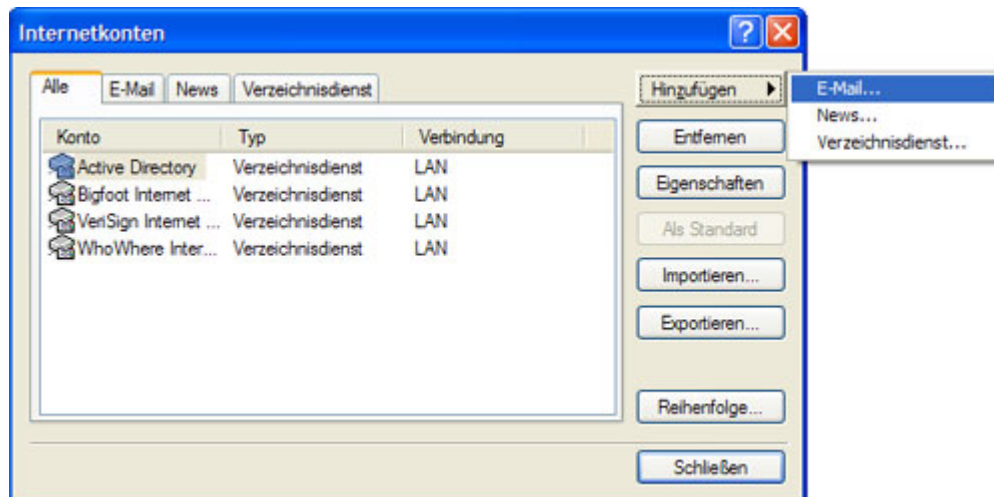 Internetkonten
Alle E-Mail News Verzeichnisdienst
Konto Typ Verbindung
Active Directory Verzeichnisdienst LAN
Bigfoot Internet ... Verzeichnisdienst LAN
VeriSign Internet ... Verzeichnisdienst LAN
WhoWhere Inter... Verzeichnisdienst LAN
Hinzufügen
E-Mail...
News...
Verzeichnisdienst...
Entfernen
Eigenschaften
Als Standard
Importieren...
Exportieren...
Reihenfolge...
Schließen